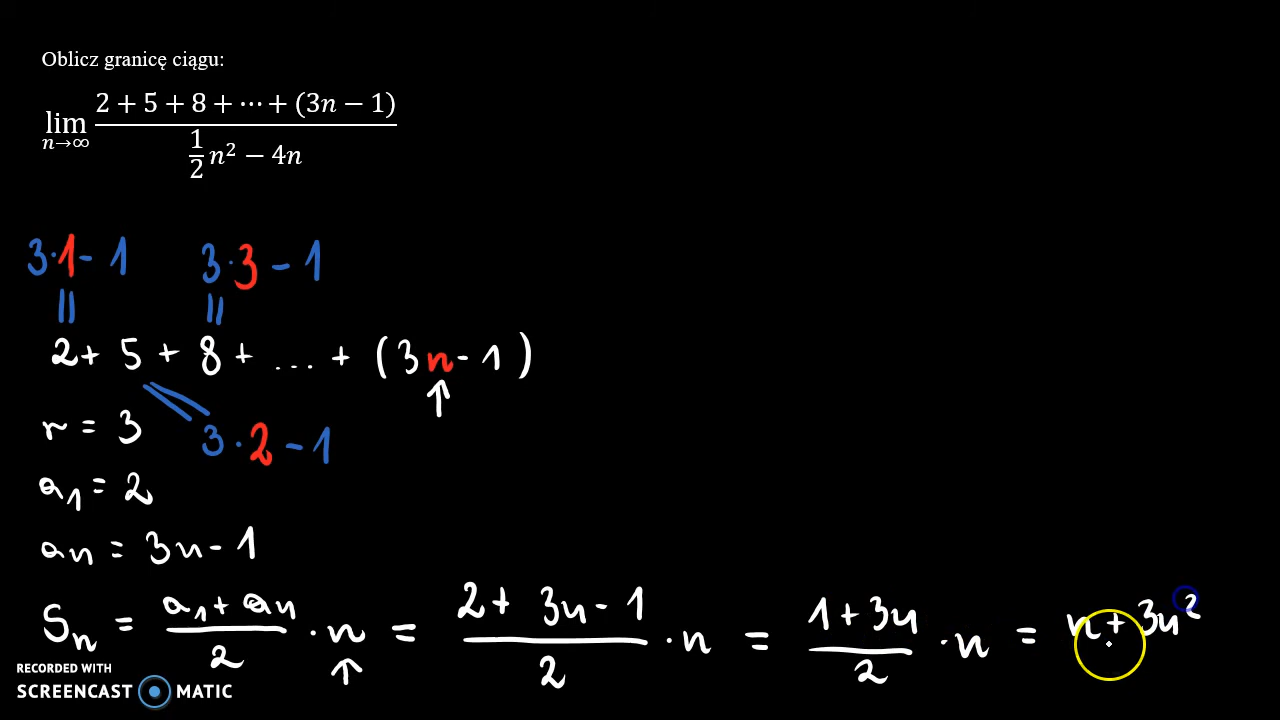 Oblicz granicę ciągu:
lim n→∞ (2 + 5 + 8 + ⋯ + (3n − 1)) / (1/2 n² − 4n)
3·1 − 1 3·3 − 1
|| ||
2 + 5 + 8 + ... + (3n − 1)
↑
r = 3
3·2 − 1
a₁ = 2
an = 3n − 1
Sn = (a₁ + an)/2 · n = (2 + 3n − 1)/2 · n = (1 + 3n)/2 · n = n + 3n²
↑
RECORDED WITH
SCREENCAST MATIC